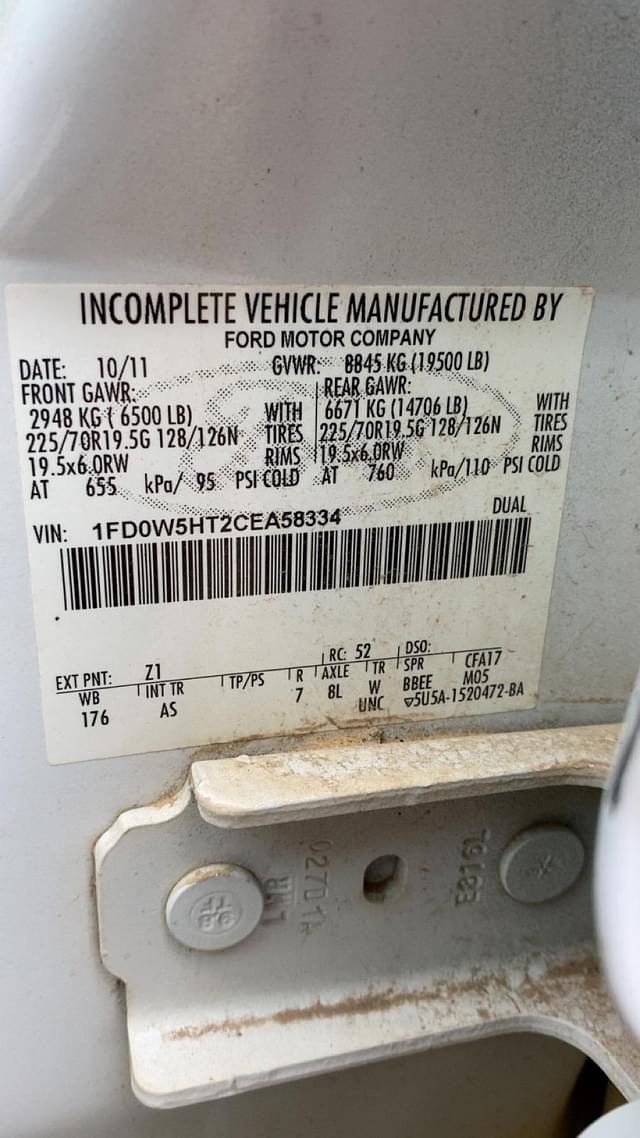 INCOMPLETE VEHICLE MANUFACTURED BY
FORD MOTOR COMPANY
DATE: 10/11 GVWR: 8845 KG (19500 LB)
FRONT GAWR: REAR GAWR:
2948 KG ( 6500 LB) WITH 6671 KG (14706 LB) WITH
225/70R19.5G 128/126N TIRES 225/70R19.5G 128/126N TIRES
19.5x6.0RW RIMS 19.5x6.0RW RIMS
AT 655 kPa/ 95 PSI COLD AT 760 kPa/110 PSI COLD
VIN: 1FD0W5HT2CEA58334 DUAL
EXT PNT: Z1 RC: 52 DSO:
WB INT TR TP/PS R AXLE TR SPR CFA17
176 AS 7 8L W BBEE M05
UNC ▽5U5A-1520472-BA